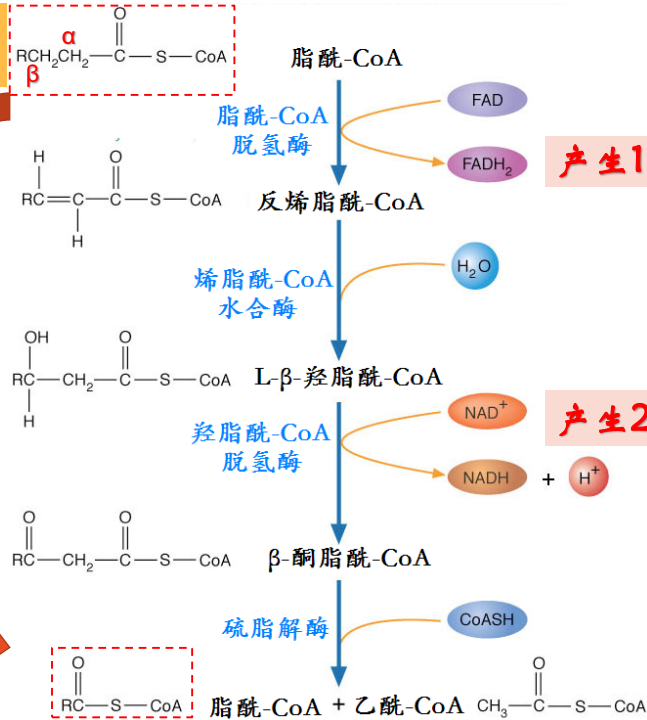 O
α
RCH₂CH₂—C—S—CoA
β
脂酰-CoA
脂酰-CoA
脱氢酶
FAD
FADH₂
产生1
H O
RC=C—C—S—CoA
H
反烯脂酰-CoA
烯脂酰-CoA
水合酶
H₂O
OH O
RC—CH₂—C—S—CoA
H
L-β-羟脂酰-CoA
羟脂酰-CoA
脱氢酶
NAD⁺
产生2
NADH + H⁺
O O
RC—CH₂—C—S—CoA
β-酮脂酰-CoA
硫脂解酶
CoASH
O
RC—S—CoA
脂酰-CoA + 乙酰-CoA
O
CH₃—C—S—CoA